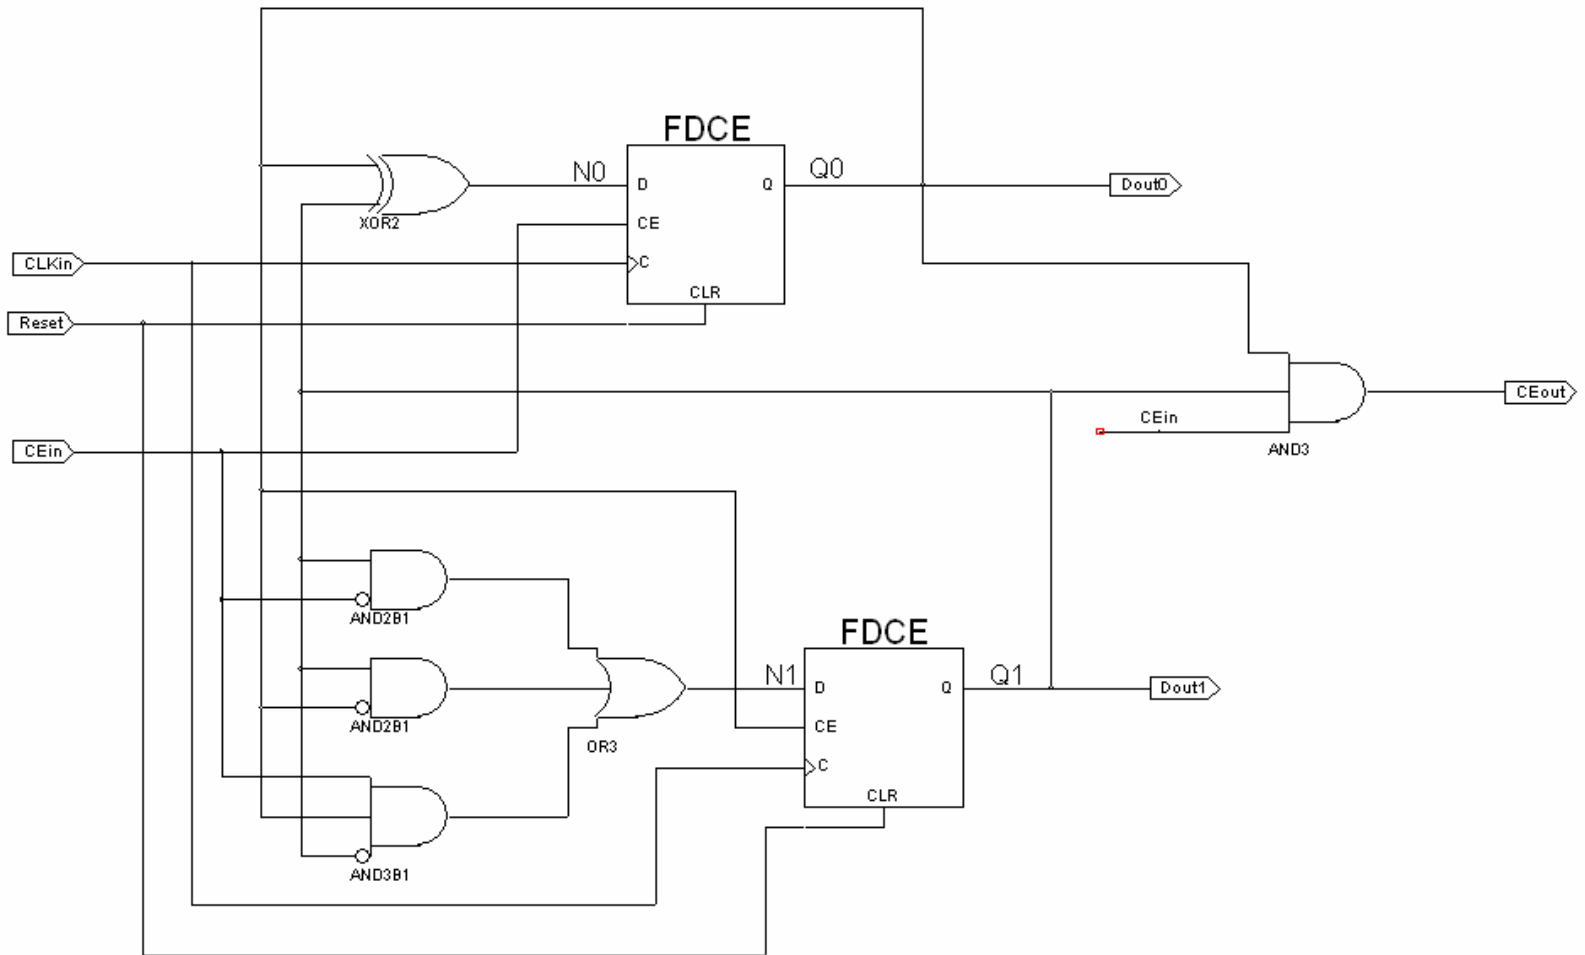 FDCE
N0
D
Q
Q0
Dout0
XOR2
CE
CLKin
C
CLR
Reset
CEin
CEout
CEin
AND3
AND2B1
FDCE
N1
D
Q
Q1
Dout1
AND2B1
CE
OR3
C
CLR
AND3B1